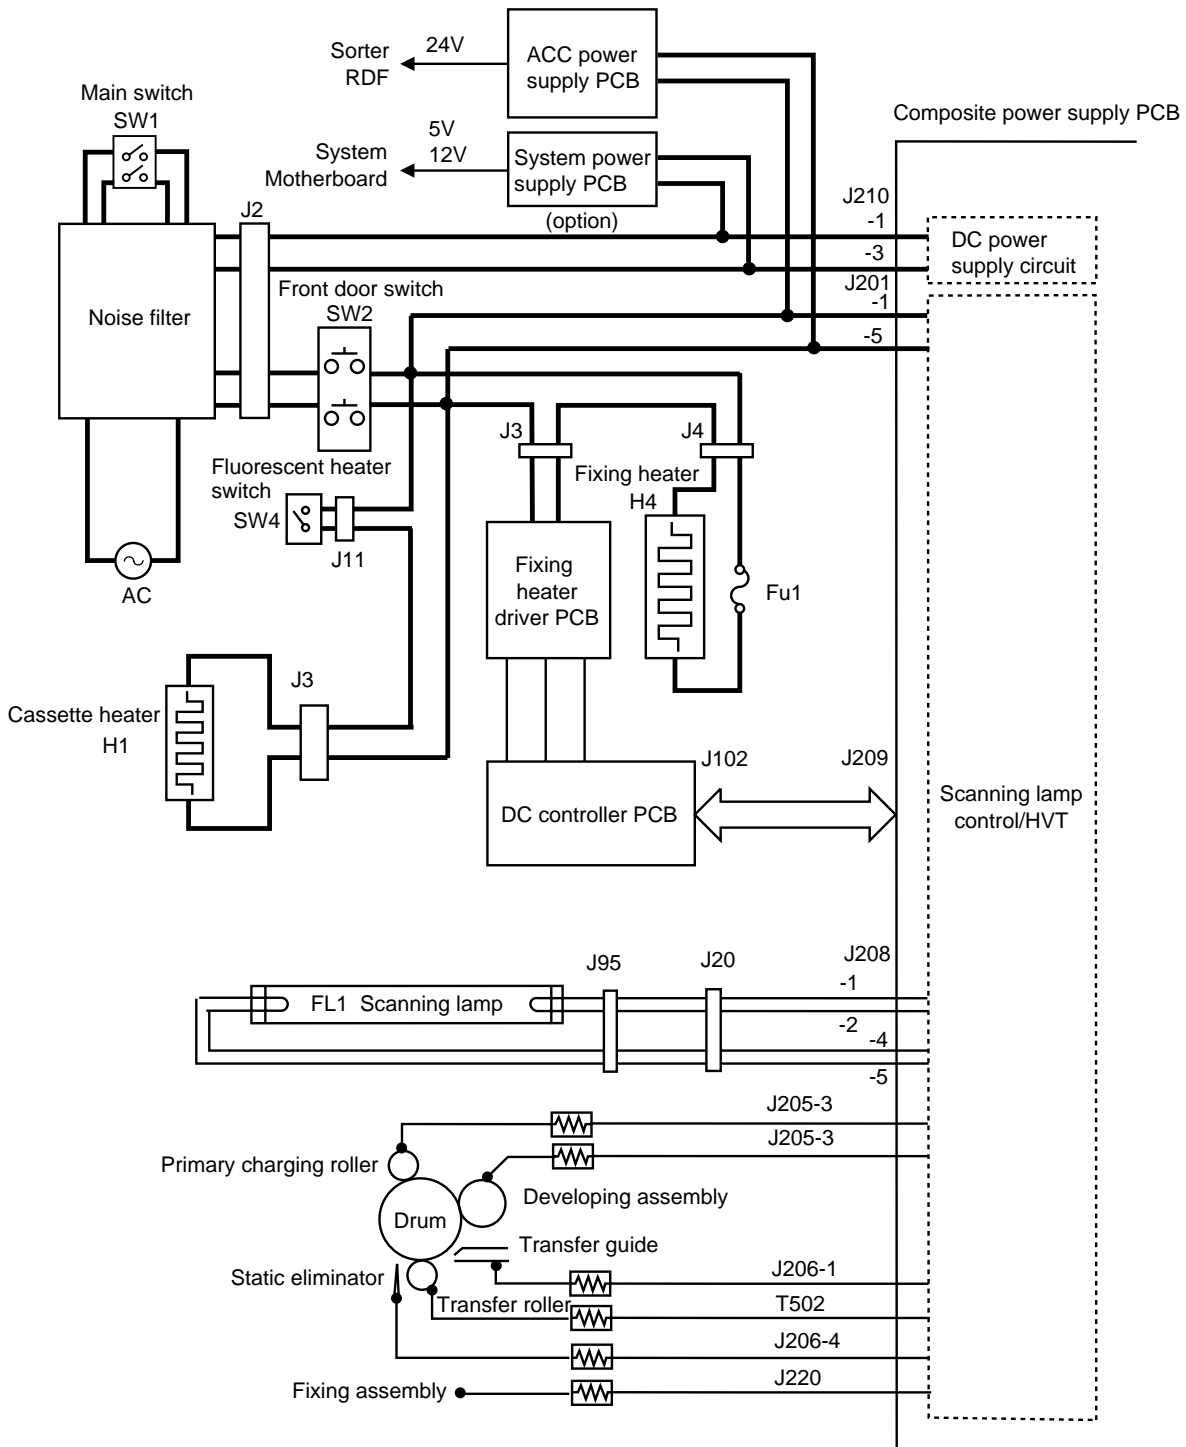 Sorter
RDF
24V
ACC power
supply PCB
Main switch
SW1
Composite power supply PCB
5V
12V
System
Motherboard
System power
supply PCB
(option)
J2
J210
-1
-3
DC power
supply circuit
J201
-1
-5
Noise filter
Front door switch
SW2
J3
J4
Fluorescent heater
switch
SW4
J11
Fixing heater
H4
AC
Fixing
heater
driver PCB
Fu1
Cassette heater
H1
J3
J102
J209
DC controller PCB
Scanning lamp
control/HVT
J95
J20
J208
-1
FL1 Scanning lamp
-2
-4
-5
J205-3
J205-3
Primary charging roller
Developing assembly
Drum
Transfer guide
Static eliminator
J206-1
Transfer roller
T502
J206-4
J220
Fixing assembly